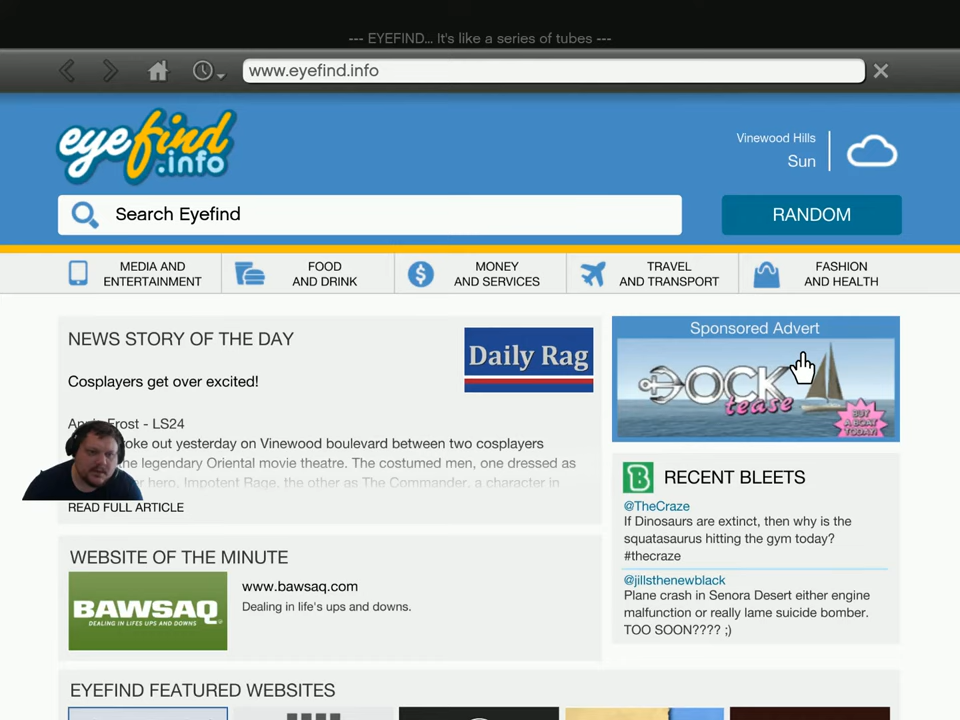 --- EYEFIND... It's like a series of tubes ---
www.eyefind.info
eyefind
.info
Vinewood Hills
Sun
Search Eyefind
RANDOM
MEDIA AND
ENTERTAINMENT
FOOD
AND DRINK
MONEY
AND SERVICES
TRAVEL
AND TRANSPORT
FASHION
AND HEALTH
NEWS STORY OF THE DAY
Daily Rag
Cosplayers get over excited!
Frost - LS24
oke out yesterday on Vinewood boulevard between two cosplayers
the legendary Oriental movie theatre. The costumed men, one dressed as
hero, Impotent Rage, the other as The Commander, a character in
READ FULL ARTICLE
Sponsored Advert
DOCK
tease
BUY
A BOAT
TODAY!
RECENT BLEETS
@TheCraze
If Dinosaurs are extinct, then why is the
squatasaurus hitting the gym today?
#thecraze
@jillsthenewblack
Plane crash in Senora Desert either engine
malfunction or really lame suicide bomber.
TOO SOON???? ;)
WEBSITE OF THE MINUTE
BAWSAQ
DEALING IN LIFES UPS AND DOWNS
www.bawsaq.com
Dealing in life's ups and downs.
EYEFIND FEATURED WEBSITES